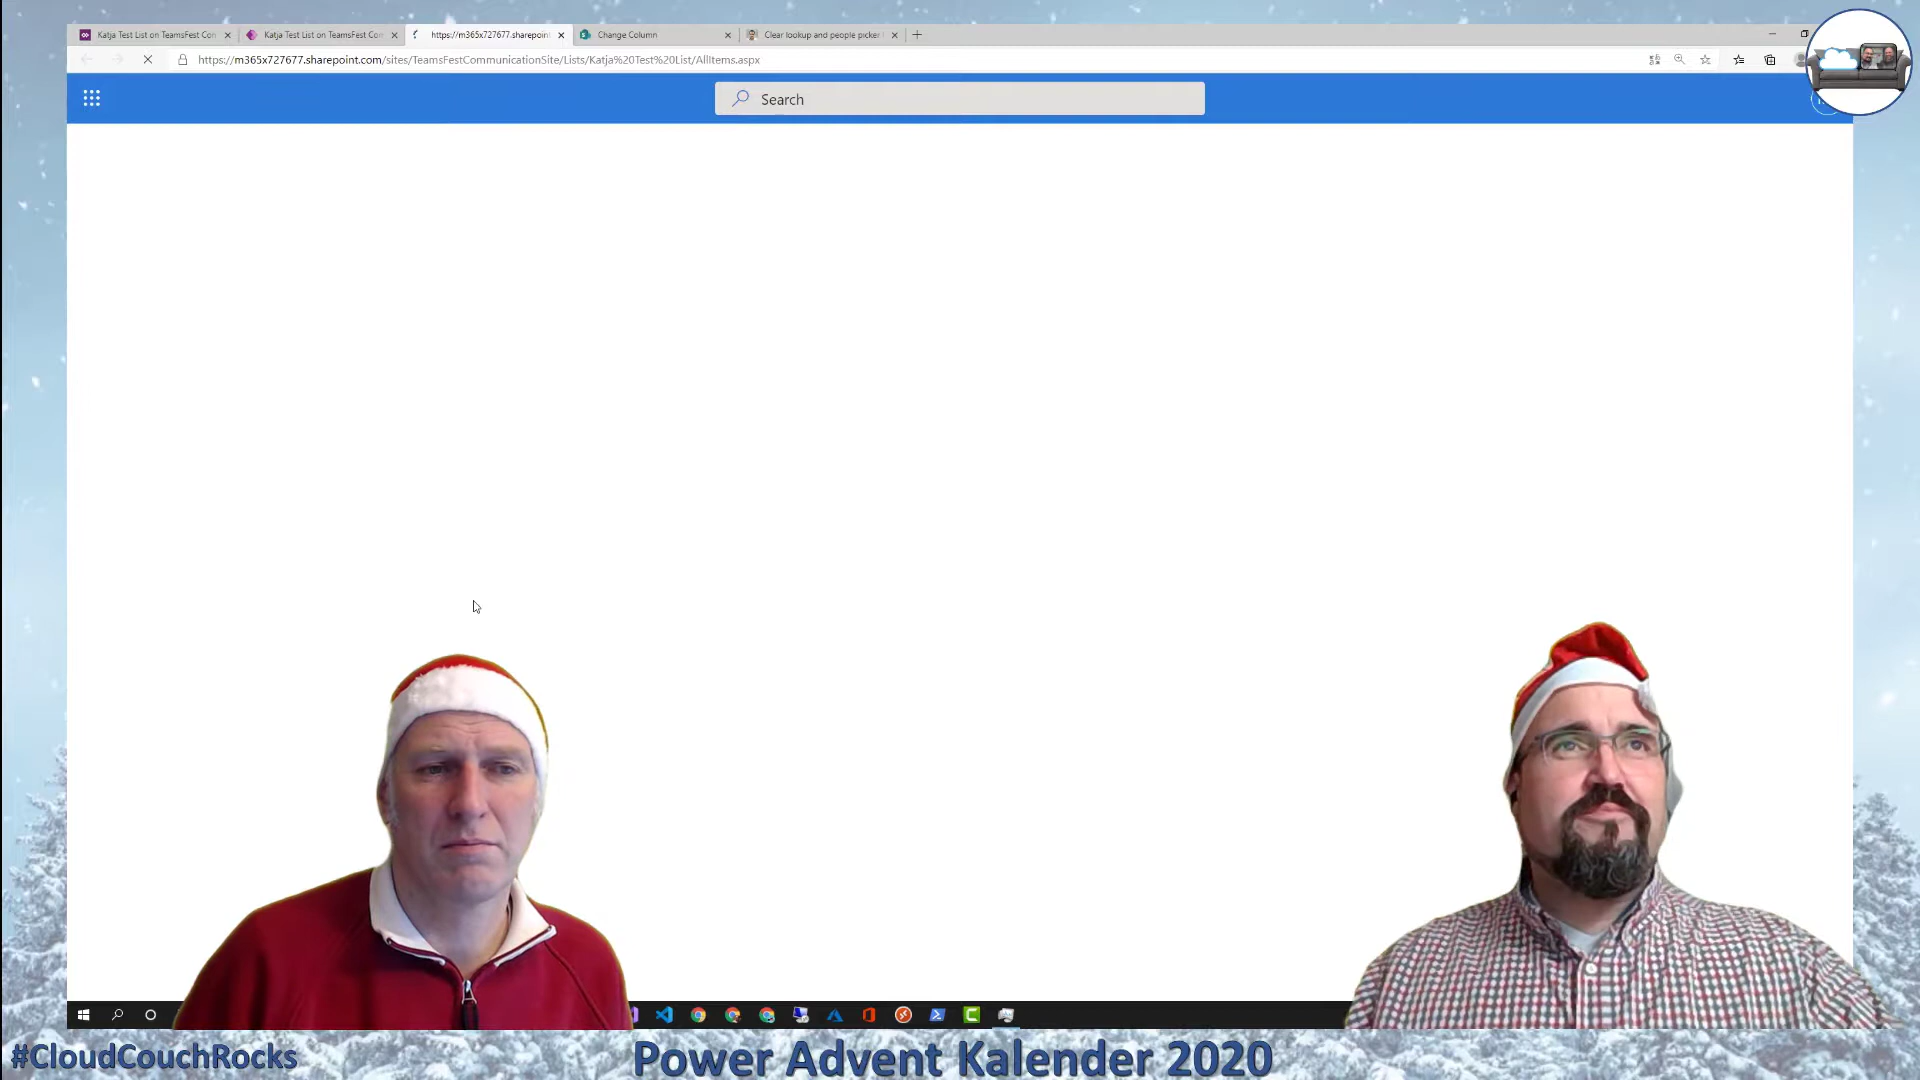 Katja Test List on TeamsFest Con
Katja Test List on TeamsFest Con
https://m365x727677.sharepoint
Change Column
Clear lookup and people picker
https://m365x727677.sharepoint.com/sites/TeamsFestCommunicationSite/Lists/Katja%20Test%20List/AllItems.aspx
Search
#CloudCouchRocks
Power Advent Kalender 2020